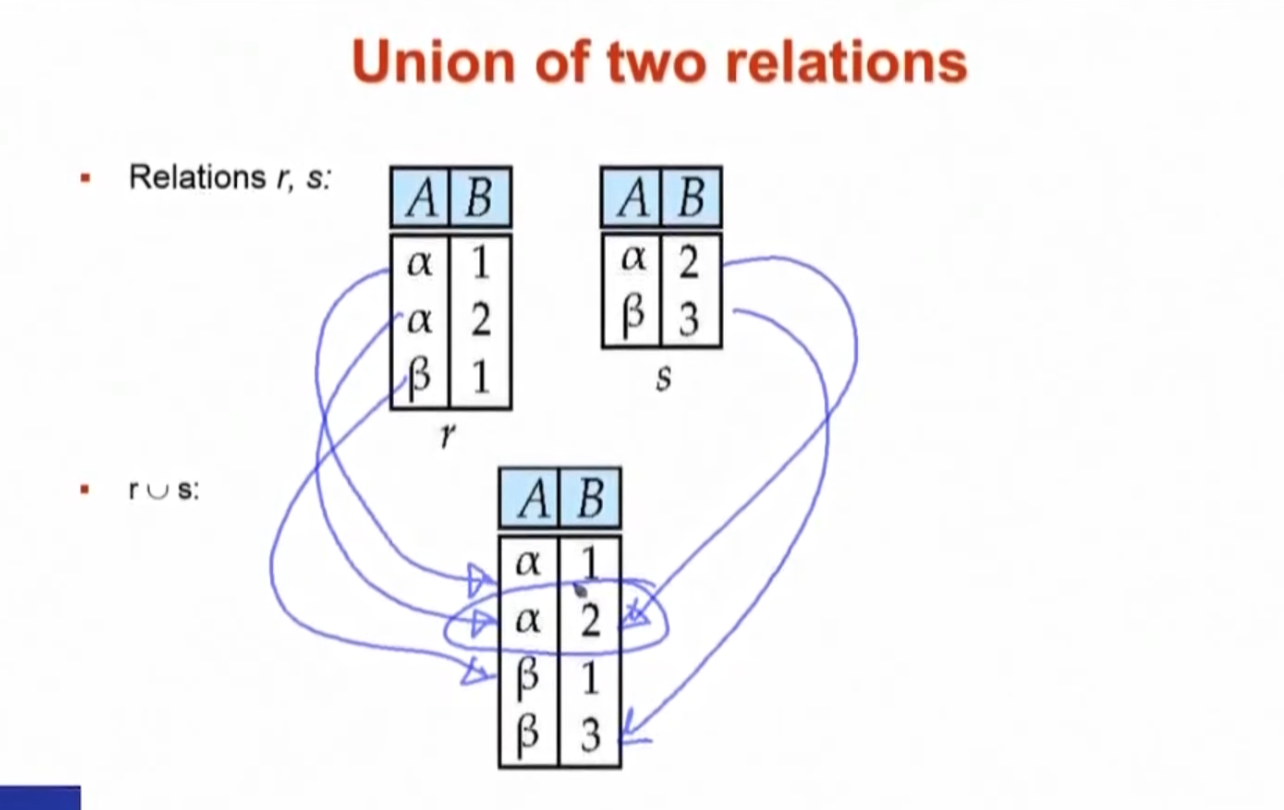 Union of two relations
▪ Relations r, s:
A B
α 1
α 2
β 1
r
A B
α 2
β 3
s
▪ r ∪ s:
A B
α 1
α 2
β 1
β 3